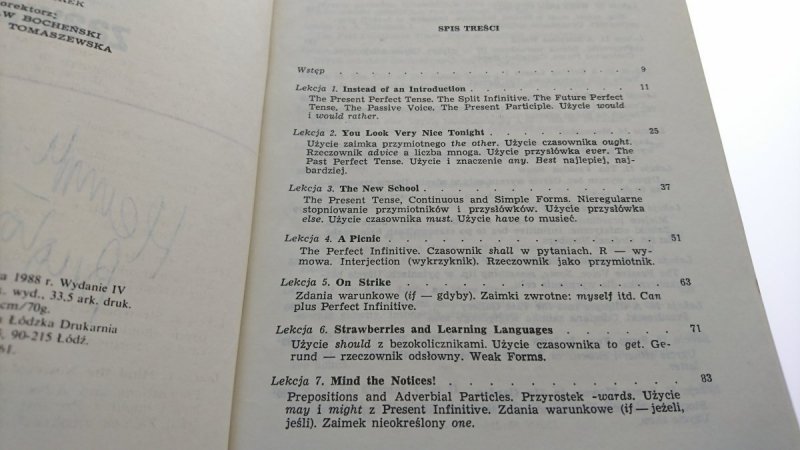 orektorz;
W BOCHEŃSKI
TOMASZEWSKA
1988 r. Wydanie IV
wyd., 33.5 ark. druk.
cm/70g.
Łódzka Drukarnia
90-215 Łódź.
SPIS TREŚCI
Wstęp . . . . . . . . . . . . 9
Lekcja 1. Instead of an Introduction . . . . . . . 11
The Present Perfect Tense. The Split Infinitive. The Future Perfect
Tense. The Passive Voice. The Present Participle. Użycie would
i would rather.
Lekcja 2. You Look Very Nice Tonight . . . . . . . 25
Użycie zaimka przymiotnego the other. Użycie czasownika ought.
Rzeczownik advice a liczba mnoga. Użycie przysłówka ever. The
Past Perfect Tense. Użycie i znaczenie any. Best najlepiej, naj-
bardziej.
Lekcja 3. The New School . . . . . . . . . 37
The Present Tense, Continuous and Simple Forms. Nieregularne
stopniowanie przymiotników i przysłówków. Użycie przysłówka
else. Użycie czasownika must. Użycie have to musieć.
Lekcja 4. A Picnic . . . . . . . . . . 51
The Perfect Infinitive. Czasownik shall w pytaniach. R — wy-
mowa. Interjection (wykrzyknik). Rzeczownik jako przymiotnik.
Lekcja 5. On Strike . . . . . . . . . . 63
Zdania warunkowe (if — gdyby). Zaimki zwrotne: myself itd. Can
plus Perfect Infinitive.
Lekcja 6. Strawberries and Learning Languages . . . . . . 71
Użycie should z bezokolicznikami. Użycie czasownika to get. Ge-
rund — rzeczownik odsłowny. Weak Forms.
Lekcja 7. Mind the Notices! . . . . . . . . . 83
Prepositions and Adverbial Particles. Przyrostek -wards. Użycie
may i might z Present Infinitive. Zdania warunkowe (if — jeżeli,
jeśli). Zaimek nieokreślony one.